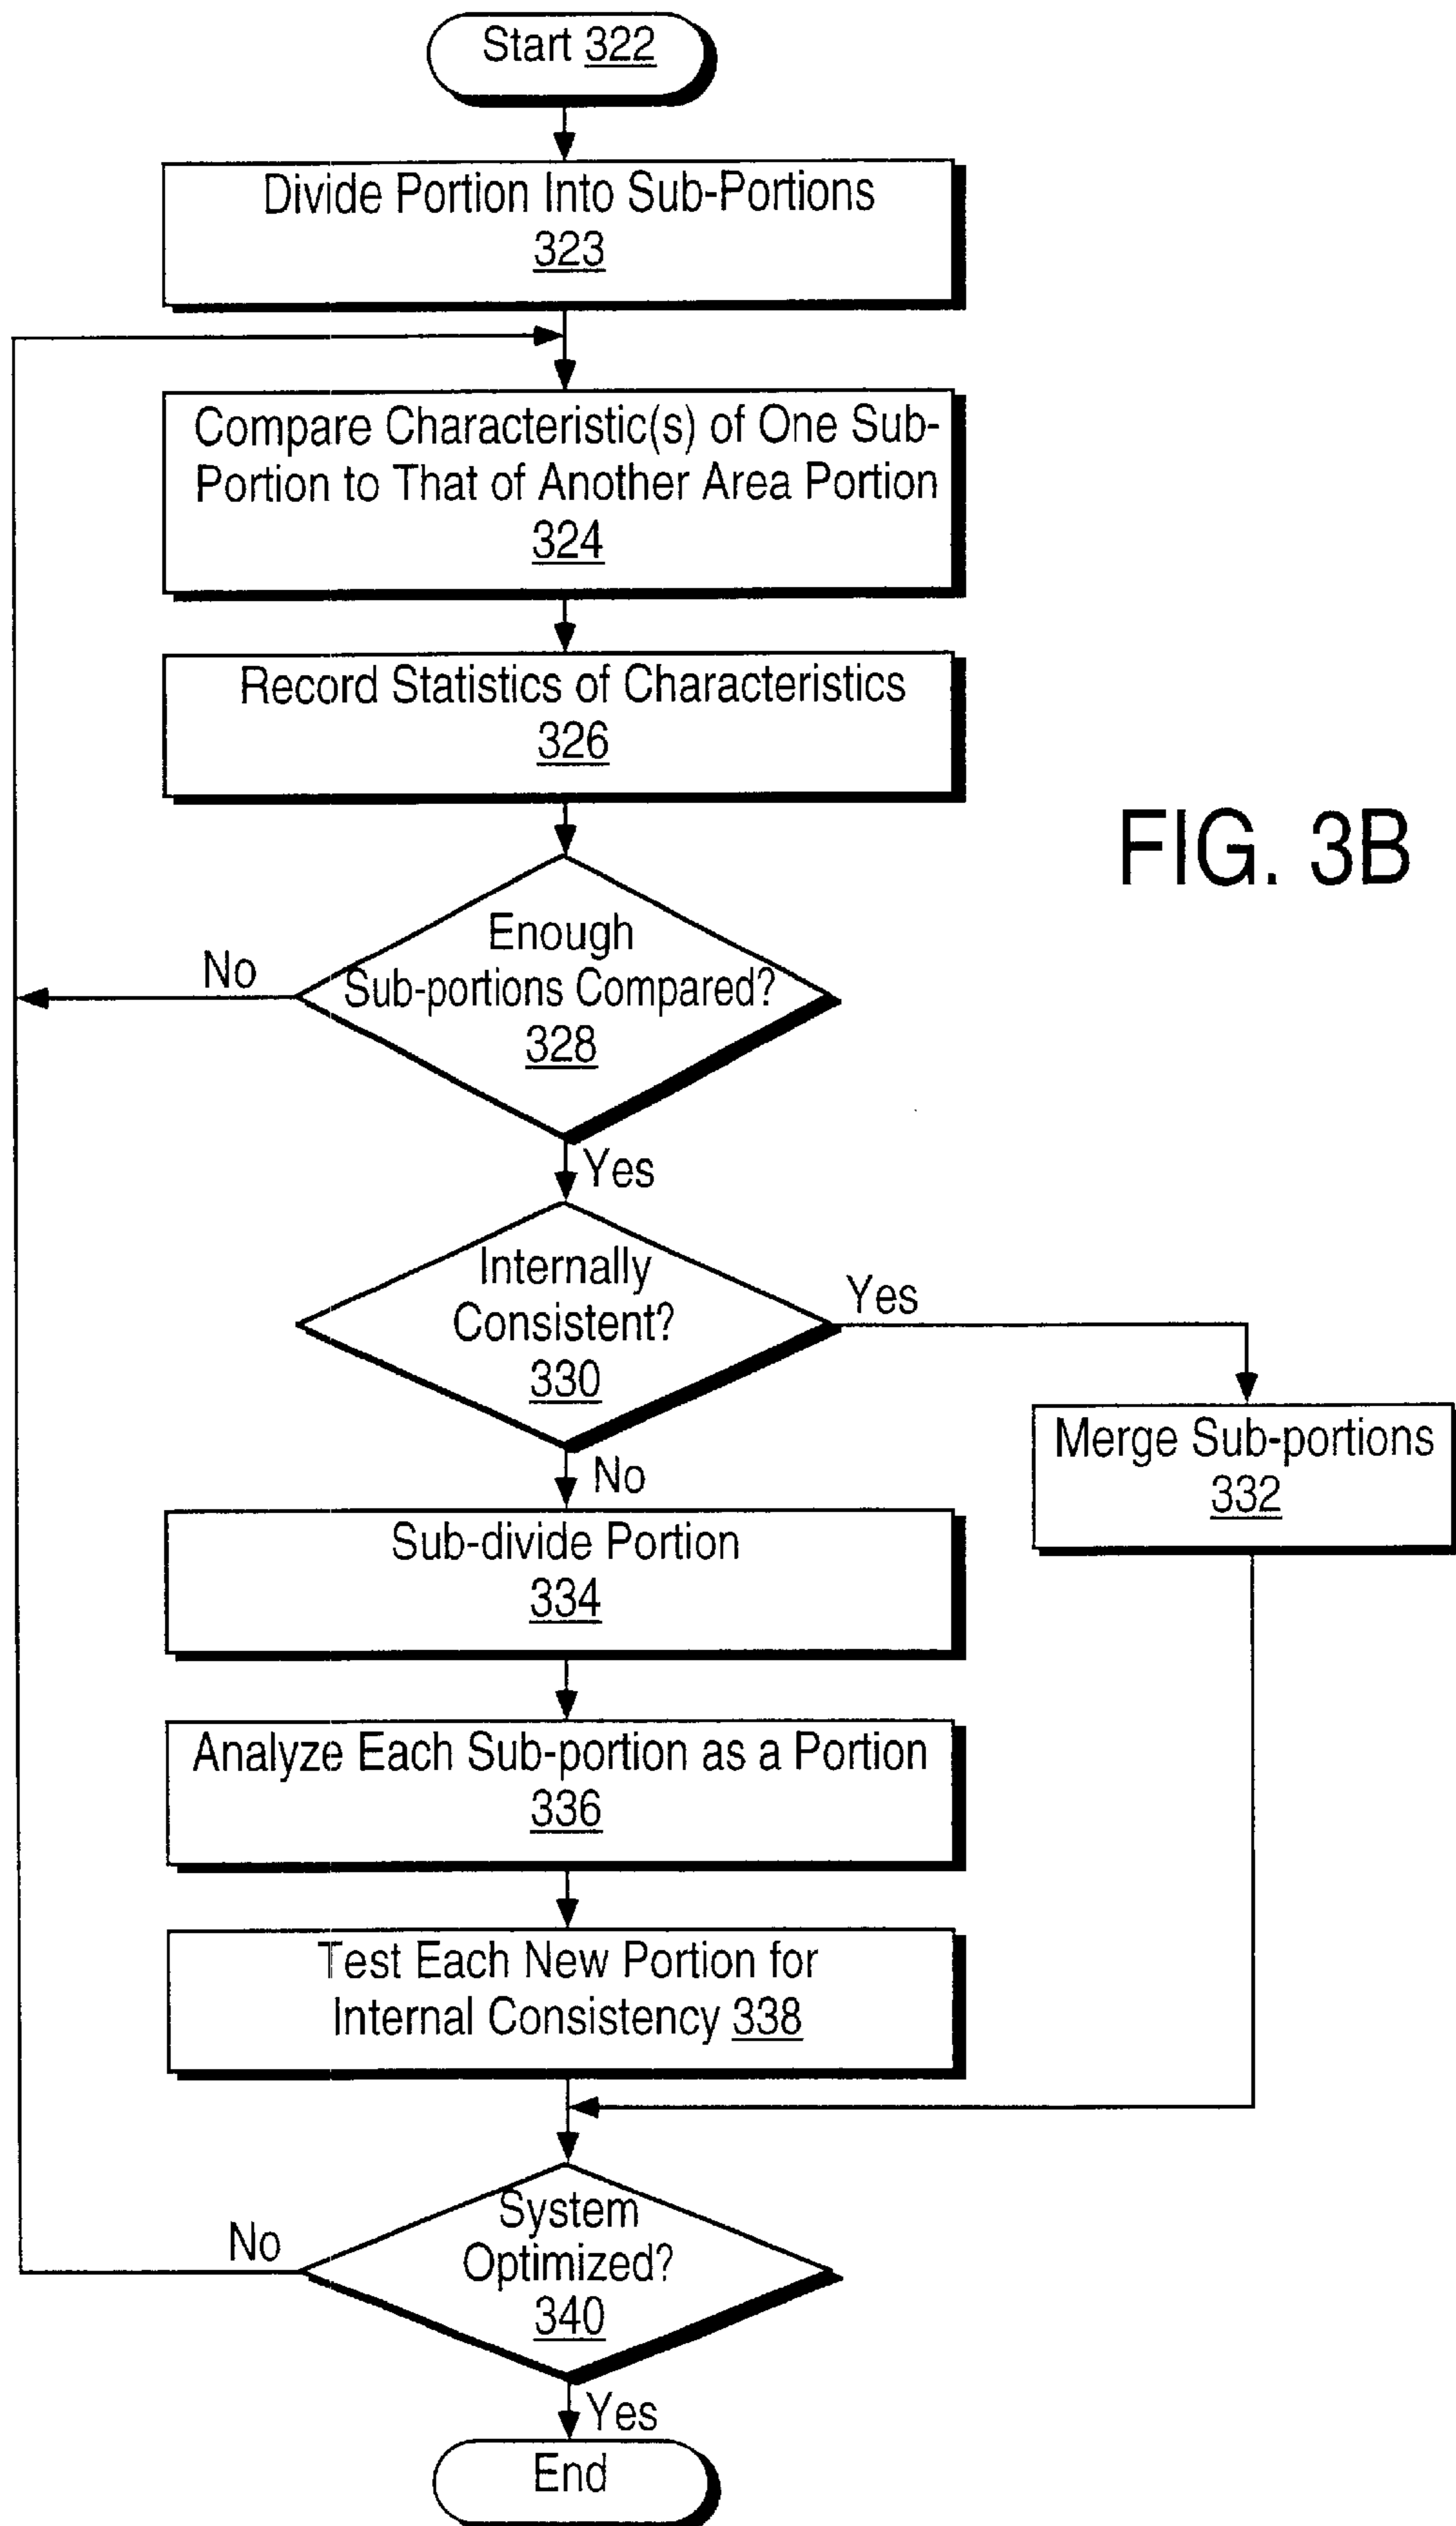 Start 322
Divide Portion Into Sub-Portions
323
Compare Characteristic(s) of One Sub-
Portion to That of Another Area Portion
324
Record Statistics of Characteristics
326
FIG. 3B
Enough
Sub-portions Compared?
328
No
Yes
Internally
Consistent?
330
Yes
No
Merge Sub-portions
332
Sub-divide Portion
334
Analyze Each Sub-portion as a Portion
336
Test Each New Portion for
Internal Consistency 338
System
Optimized?
340
No
Yes
End